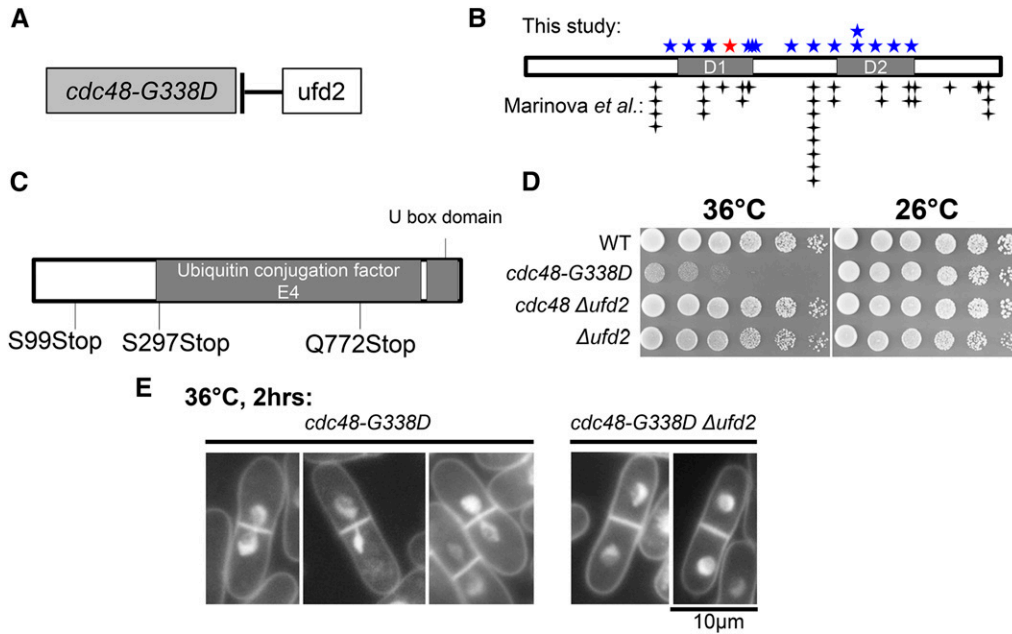 A
cdc48-G338D
ufd2
B
This study:
D1
D2
Marinova et al.:
C
U box domain
Ubiquitin conjugation factor
E4
S99Stop
S297Stop
Q772Stop
D
36°C
26°C
WT
cdc48-G338D
cdc48 Δufd2
Δufd2
E
36°C, 2hrs:
cdc48-G338D
cdc48-G338D Δufd2
10µm